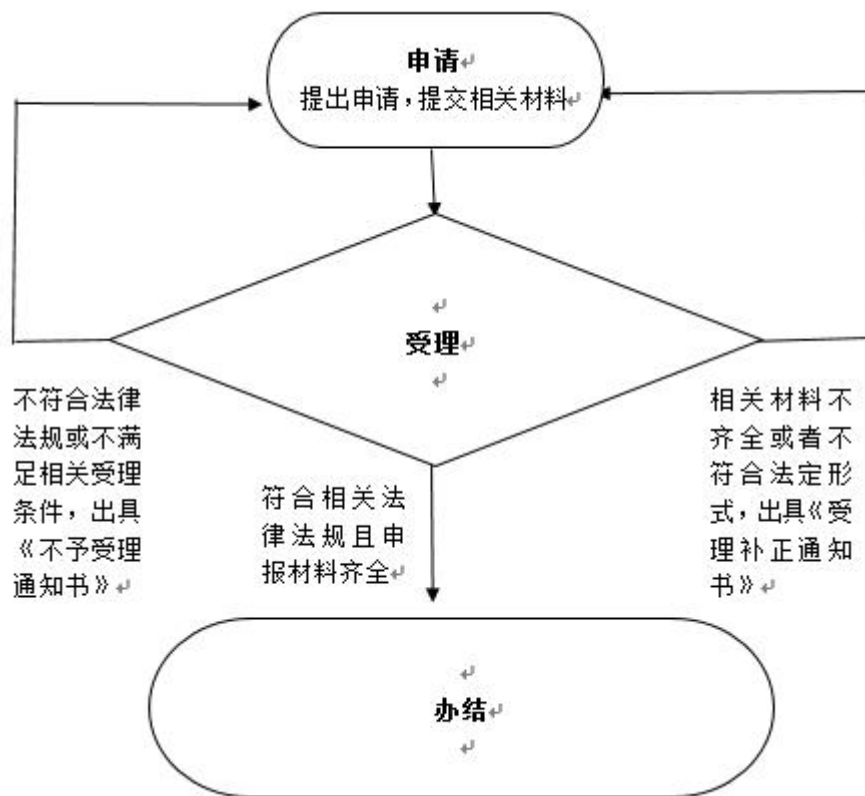 申请
提出申请，提交相关材料
受理
不符合法律
法规或不满
足相关受理
条件，出具
《不予受理
通知书》
符合相关法
律法规且申
报材料齐全
相关材料不
齐全或者不
符合法定形
式，出具《受
理补正通知
书》
办结